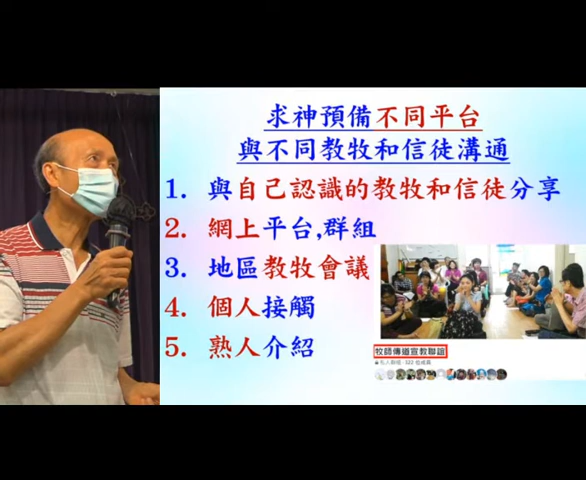 求神預備不同平台
與不同教牧和信徒溝通
1. 與自己認識的教牧和信徒分享
2. 網上平台,群組
3. 地區教牧會議
4. 個人接觸
5. 熟人介紹
牧師傳道宣教聯誼